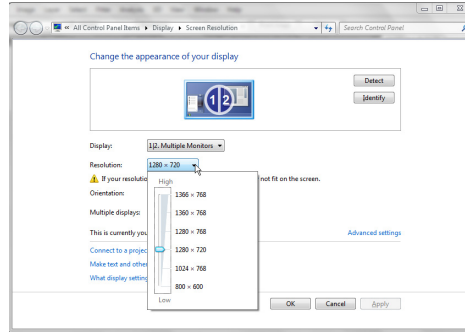 « All Control Panel Items ▸ Display ▸ Screen Resolution
Search Control Panel
Change the appearance of your display
1|2
Detect
Identify
Display: 1|2. Multiple Monitors
Resolution: 1280 × 720
If your resolutio not fit on the screen.
High
Orientation:
1366 × 768
Multiple displays:
1360 × 768
This is currently you
1280 × 768
Advanced settings
Connect to a projec
1280 × 720
Make text and other
1024 × 768
What display setting
800 × 600
Low
OK Cancel Apply